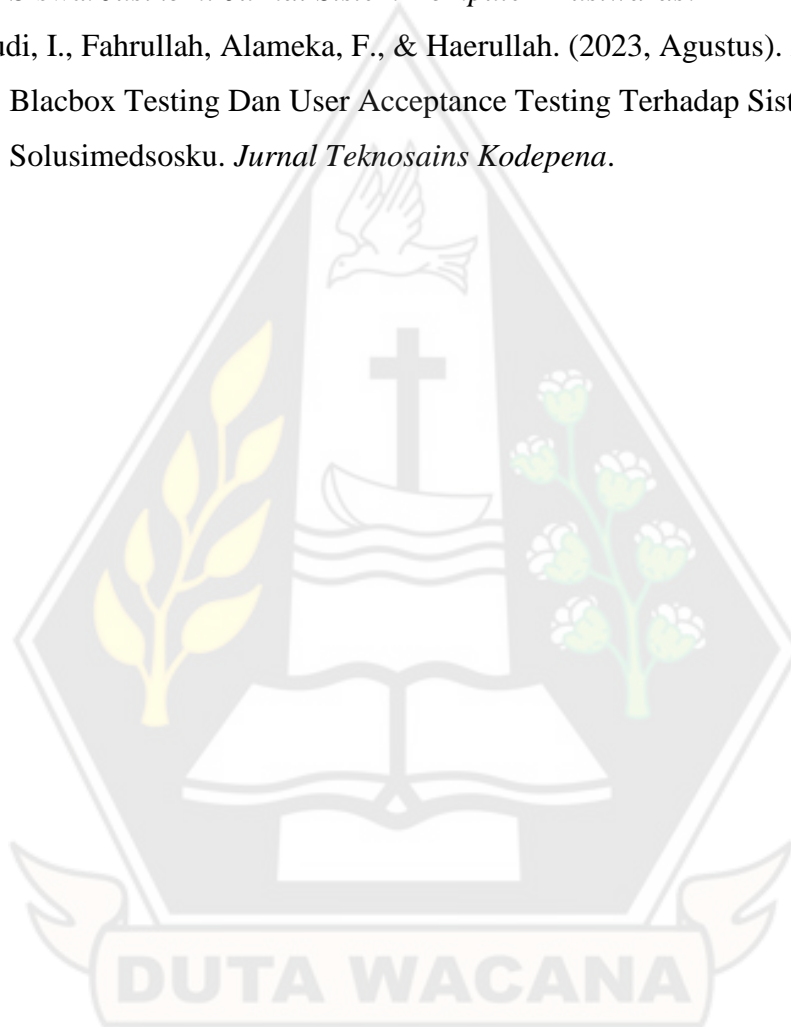 udi, I., Fahrullah, Alameka, F., & Haerullah. (2023, Agustus).
Blacbox Testing Dan User Acceptance Testing Terhadap Sist
Solusimedsosku. Jurnal Teknosains Kodepena.
DUTA WACANA